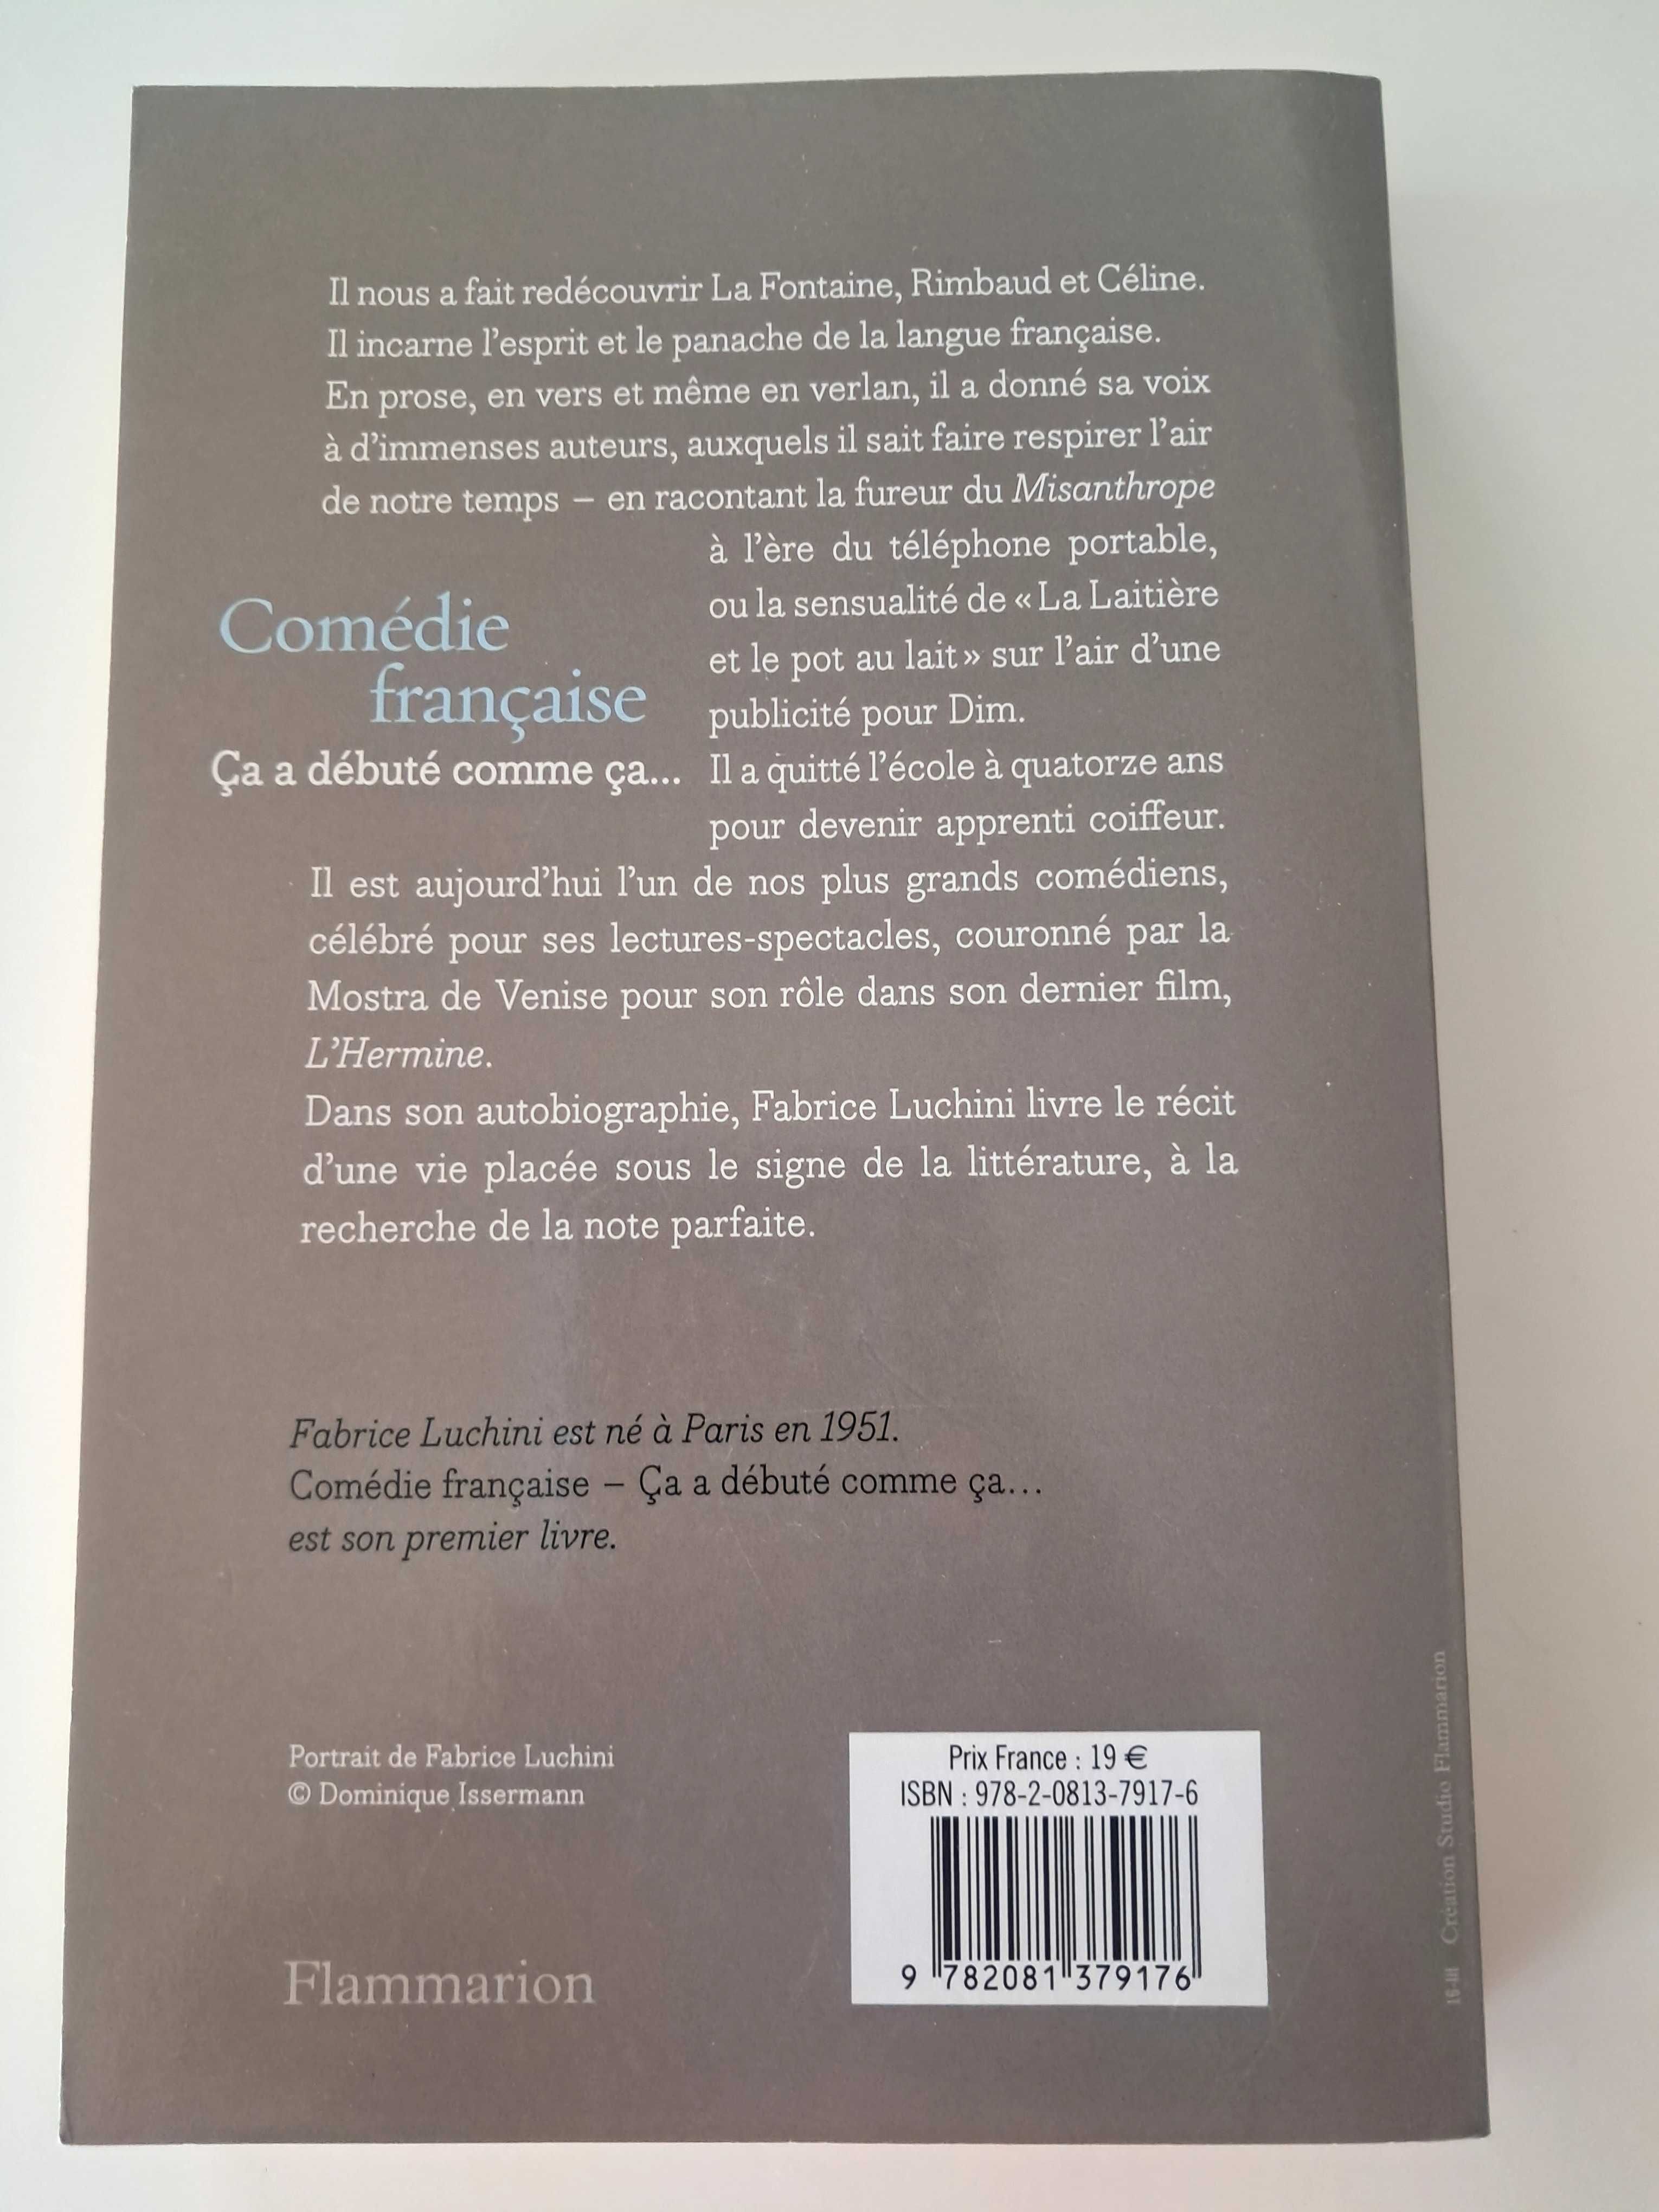 Il nous a fait redécouvrir La Fontaine, Rimbaud et Céline.
Il incarne l’esprit et le panache de la langue française.
En prose, en vers et même en verlan, il a donné sa voix
à d’immenses auteurs, auxquels il sait faire respirer l’air
de notre temps – en racontant la fureur du Misanthrope
à l’ère du téléphone portable,
ou la sensualité de « La Laitière
et le pot au lait » sur l’air d’une
publicité pour Dim.
Il a quitté l’école à quatorze ans
pour devenir apprenti coiffeur.
Comédie
française
Ça a débuté comme ça...
Il est aujourd’hui l’un de nos plus grands comédiens,
célébré pour ses lectures-spectacles, couronné par la
Mostra de Venise pour son rôle dans son dernier film,
L’Hermine.
Dans son autobiographie, Fabrice Luchini livre le récit
d’une vie placée sous le signe de la littérature, à la
recherche de la note parfaite.
Fabrice Luchini est né à Paris en 1951.
Comédie française – Ça a débuté comme ça...
est son premier livre.
Portrait de Fabrice Luchini
© Dominique Issermann
Flammarion
Prix France : 19 €
ISBN : 978-2-0813-7917-6
9 782081 379176
Création Studio Flammarion